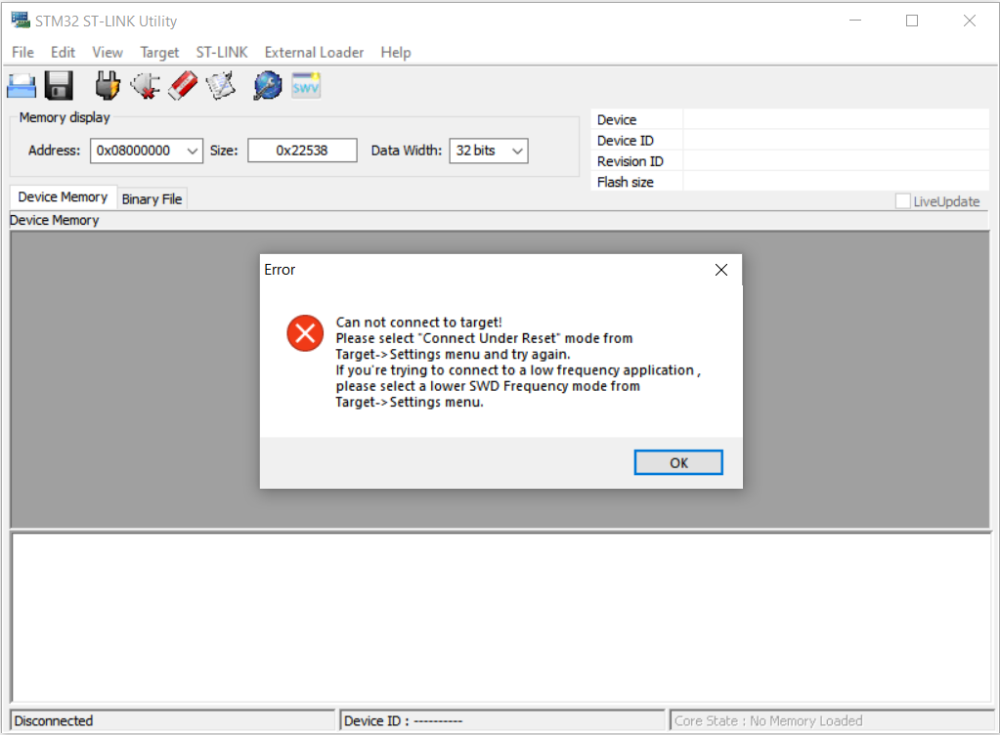 STM32 ST-LINK Utility
File Edit View Target ST-LINK External Loader Help
SWV
Memory display
Address: 0x08000000 Size: 0x22538 Data Width: 32 bits
Device
Device ID
Revision ID
Flash size
Device Memory Binary File
LiveUpdate
Device Memory
Error
Can not connect to target!
Please select "Connect Under Reset" mode from
Target->Settings menu and try again.
If you're trying to connect to a low frequency application ,
please select a lower SWD Frequency mode from
Target->Settings menu.
OK
Disconnected
Device ID : ----------
Core State : No Memory Loaded